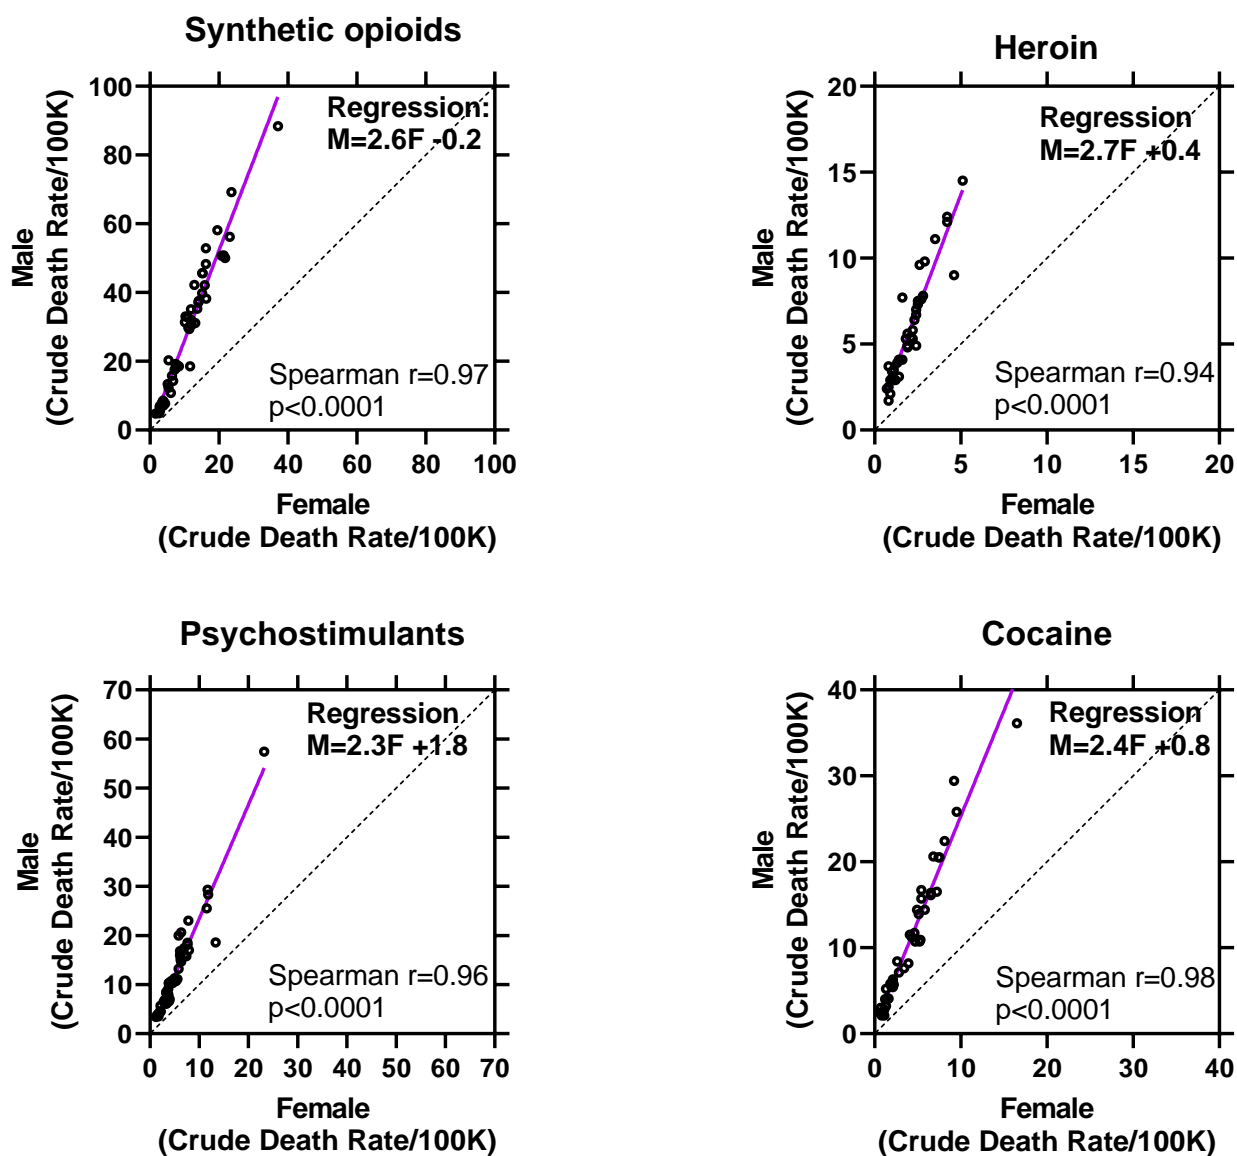 Synthetic opioids
Male
(Crude Death Rate/100K)
100
80
60
40
20
0
Regression:
M=2.6F -0.2
Spearman r=0.97
p<0.0001
0 20 40 60 80 100
Female
(Crude Death Rate/100K)
Heroin
Male
(Crude Death Rate/100K)
20
15
10
5
0
Regression
M=2.7F +0.4
Spearman r=0.94
p<0.0001
0 5 10 15 20
Female
(Crude Death Rate/100K)
Psychostimulants
Male
(Crude Death Rate/100K)
70
60
50
40
30
20
10
0
Regression
M=2.3F +1.8
Spearman r=0.96
p<0.0001
0 10 20 30 40 50 60 70
Female
(Crude Death Rate/100K)
Cocaine
Male
(Crude Death Rate/100K)
40
30
20
10
0
Regression
M=2.4F +0.8
Spearman r=0.98
p<0.0001
0 10 20 30 40
Female
(Crude Death Rate/100K)